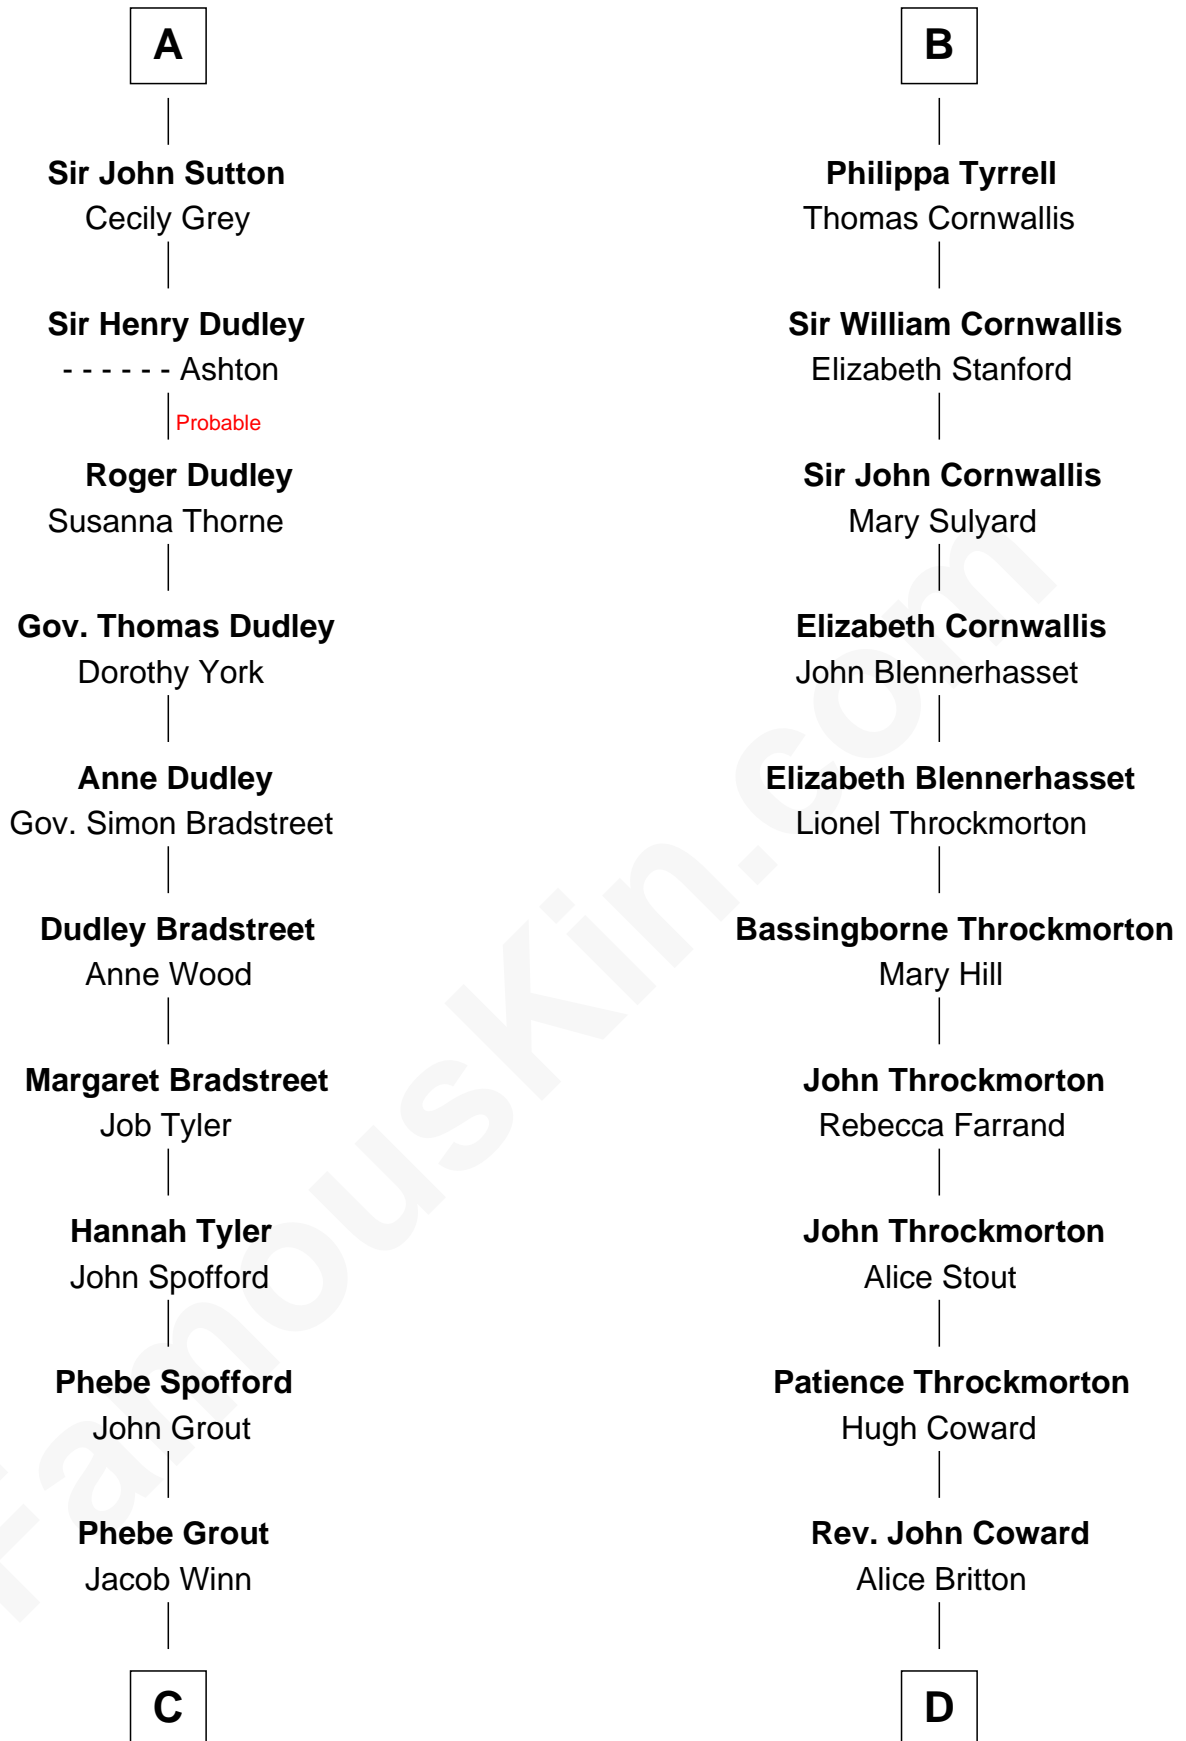 A
Sir John Sutton
Cecily Grey
Sir Henry Dudley
- - - - - - Ashton
Probable
Roger Dudley
Susanna Thorne
Gov. Thomas Dudley
Dorothy York
Anne Dudley
Gov. Simon Bradstreet
Dudley Bradstreet
Anne Wood
Margaret Bradstreet
Job Tyler
Hannah Tyler
John Spofford
Phebe Spofford
John Grout
Phebe Grout
Jacob Winn
C
B
Philippa Tyrrell
Thomas Cornwallis
Sir William Cornwallis
Elizabeth Stanford
Sir John Cornwallis
Mary Sulyard
Elizabeth Cornwallis
John Blennerhasset
Elizabeth Blennerhasset
Lionel Throckmorton
Bassingborne Throckmorton
Mary Hill
John Throckmorton
Rebecca Farrand
John Throckmorton
Alice Stout
Patience Throckmorton
Hugh Coward
Rev. John Coward
Alice Britton
D
FamousKin.com